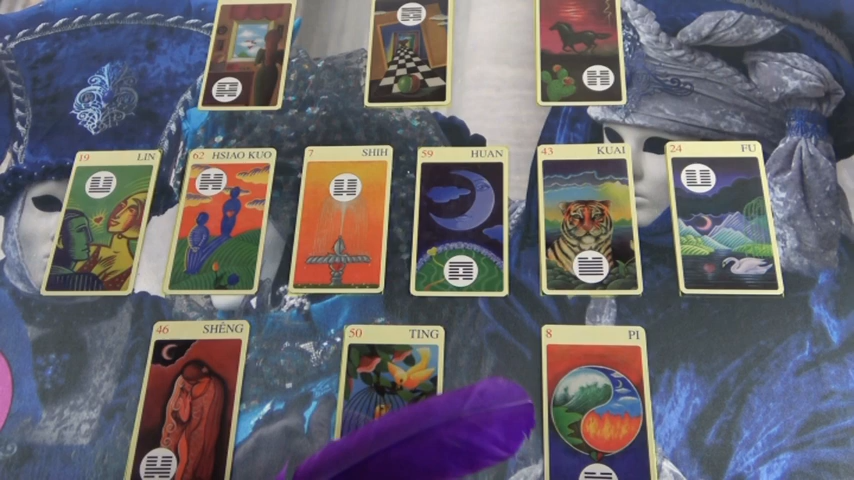 19 LIN
62 HSIAO KUO
7 SHIH
59 HUAN
43 KUAI
24 FU
46 SHÊNG
50 TING
8 PI